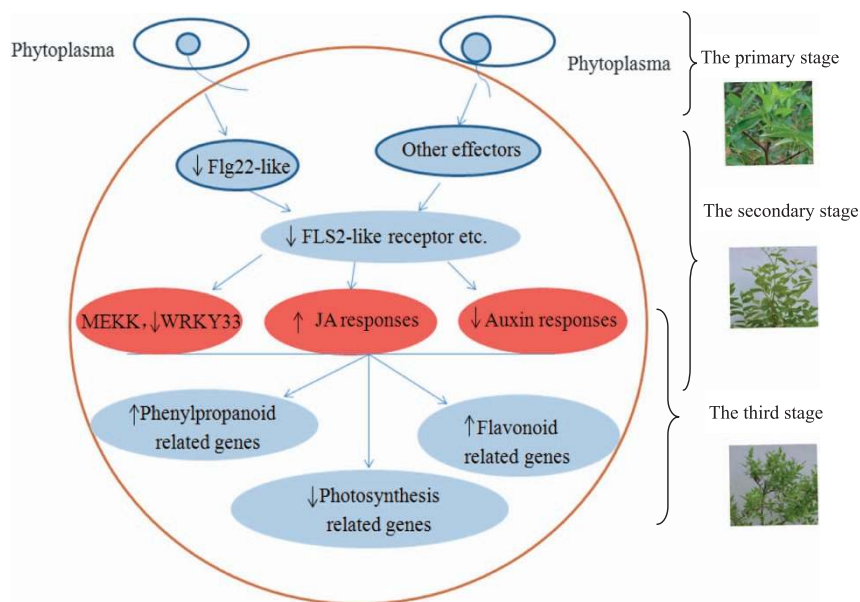 Phytoplasma
Phytoplasma
The primary stage
↓ Flg22-like
Other effectors
The secondary stage
↓ FLS2-like receptor etc.
MEKK,↓WRKY33
↑ JA responses
↓ Auxin responses
↑Phenylpropanoid
related genes
↑Flavonoid
related genes
The third stage
↓Photosynthesis
related genes